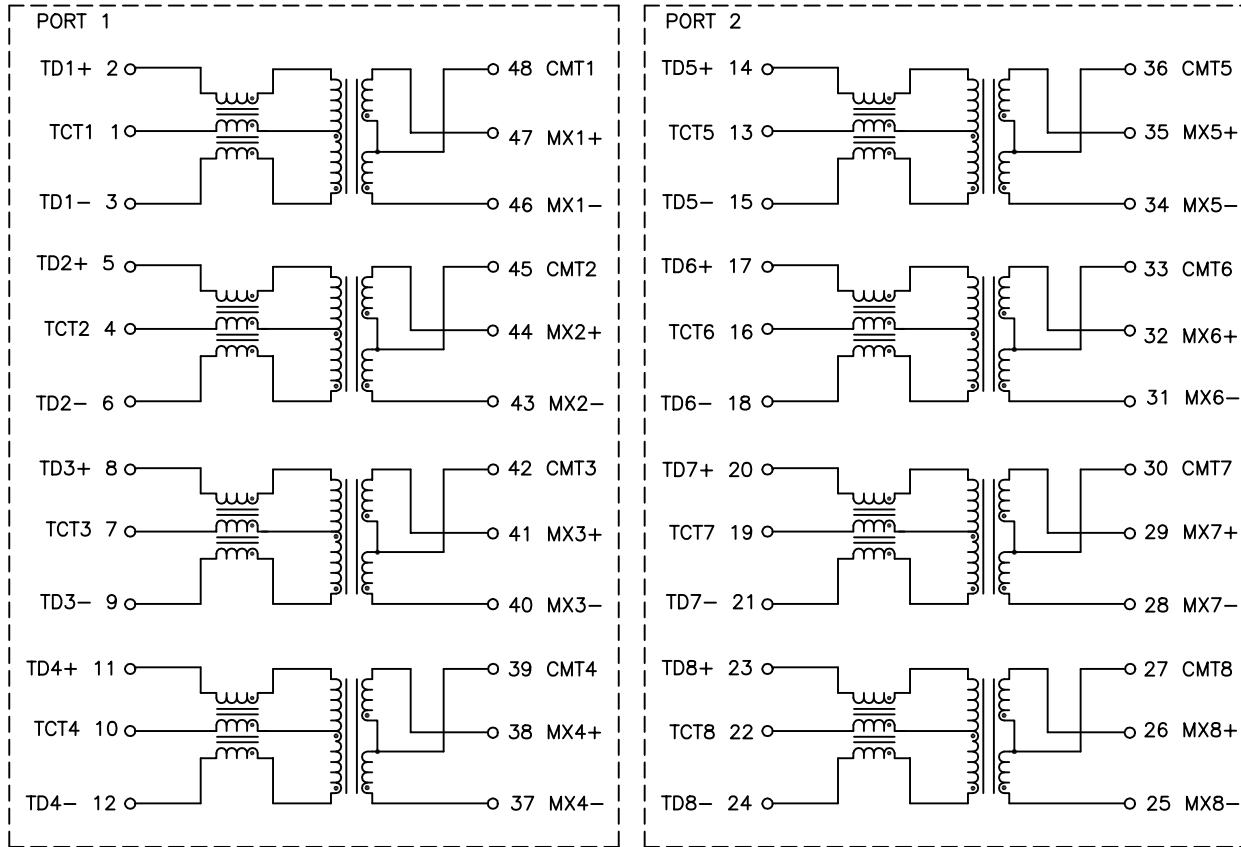 PORT 1
TD1+ 2
48 CMT1
TCT1 1
47 MX1+
TD1- 3
46 MX1-
TD2+ 5
45 CMT2
TCT2 4
44 MX2+
TD2- 6
43 MX2-
TD3+ 8
42 CMT3
TCT3 7
41 MX3+
TD3- 9
40 MX3-
TD4+ 11
39 CMT4
TCT4 10
38 MX4+
TD4- 12
37 MX4-
PORT 2
TD5+ 14
36 CMT5
TCT5 13
35 MX5+
TD5- 15
34 MX5-
TD6+ 17
33 CMT6
TCT6 16
32 MX6+
TD6- 18
31 MX6-
TD7+ 20
30 CMT7
TCT7 19
29 MX7+
TD7- 21
28 MX7-
TD8+ 23
27 CMT8
TCT8 22
26 MX8+
TD8- 24
25 MX8-